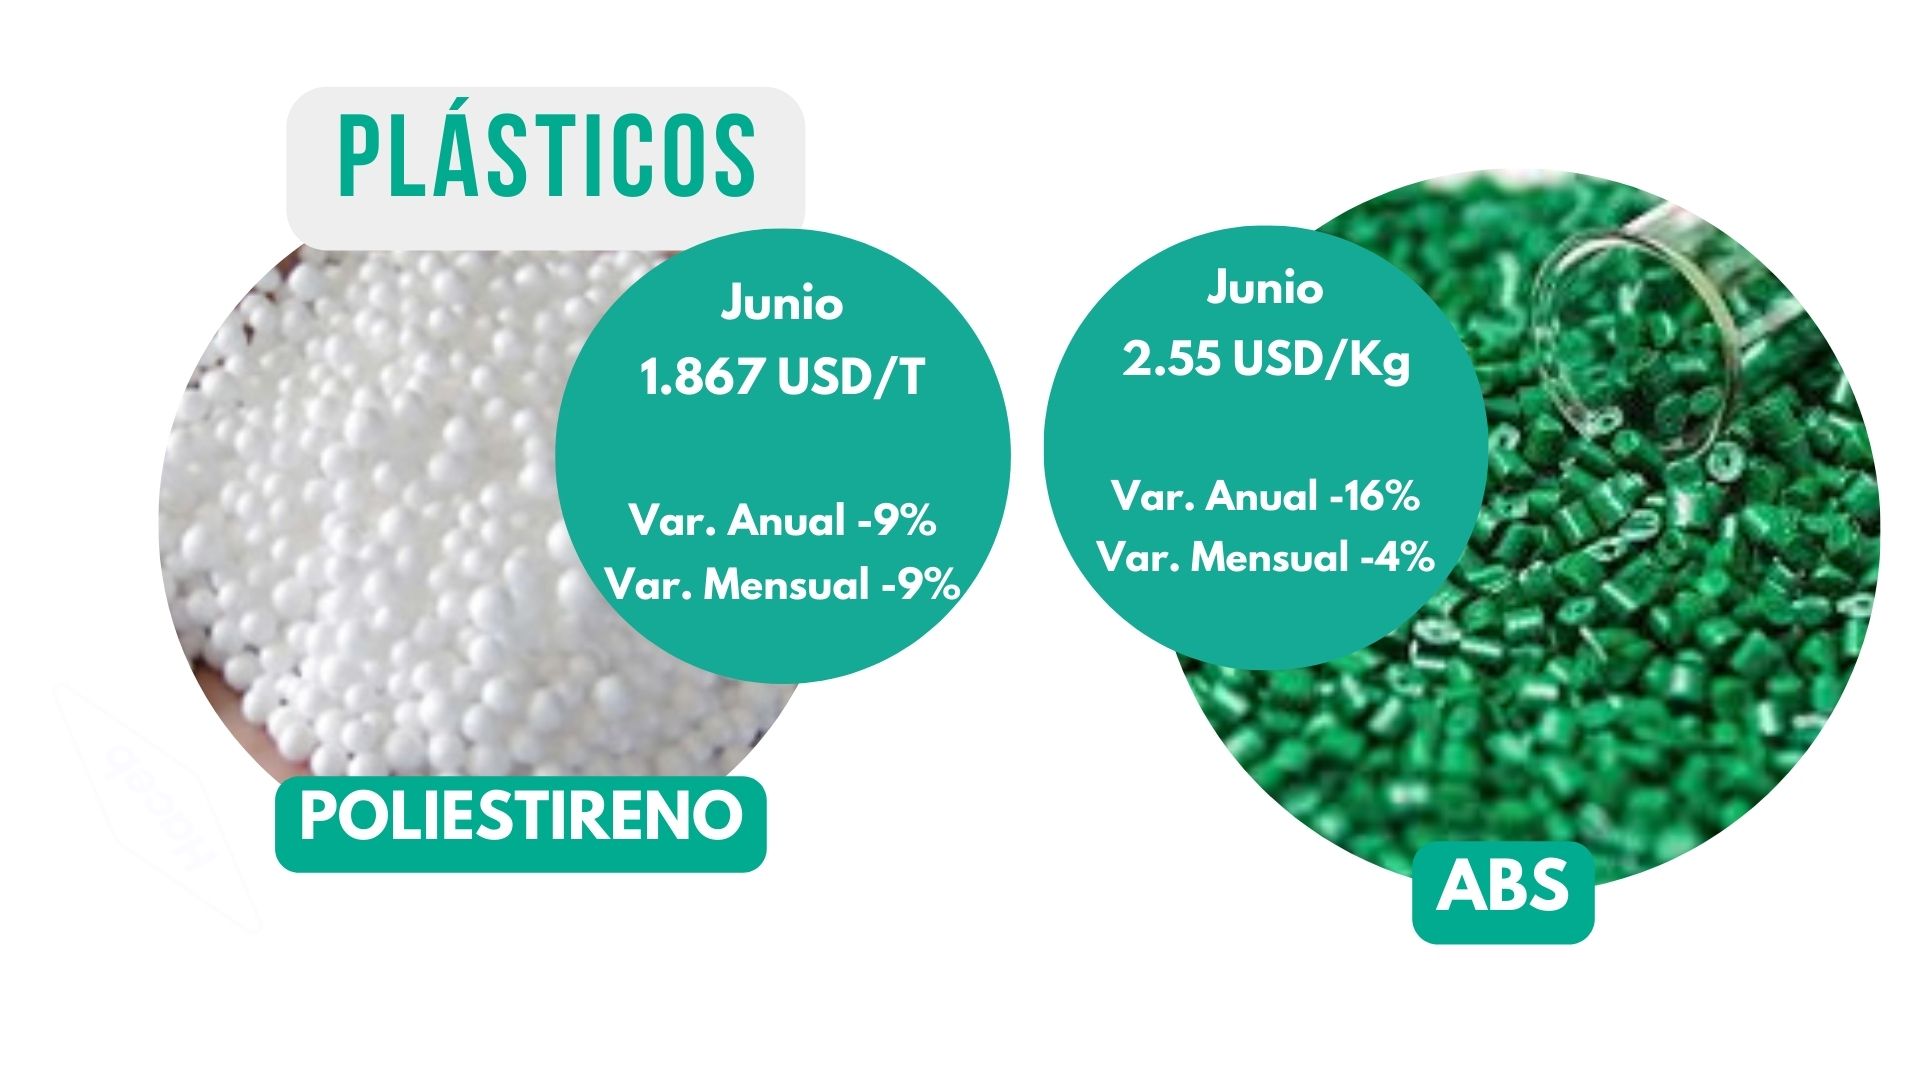 PLÁSTICOS
Junio
1.867 USD/T
Var. Anual -9%
Var. Mensual -9%
POLIESTIRENO
Junio
2.55 USD/Kg
Var. Anual -16%
Var. Mensual -4%
ABS
Haceb